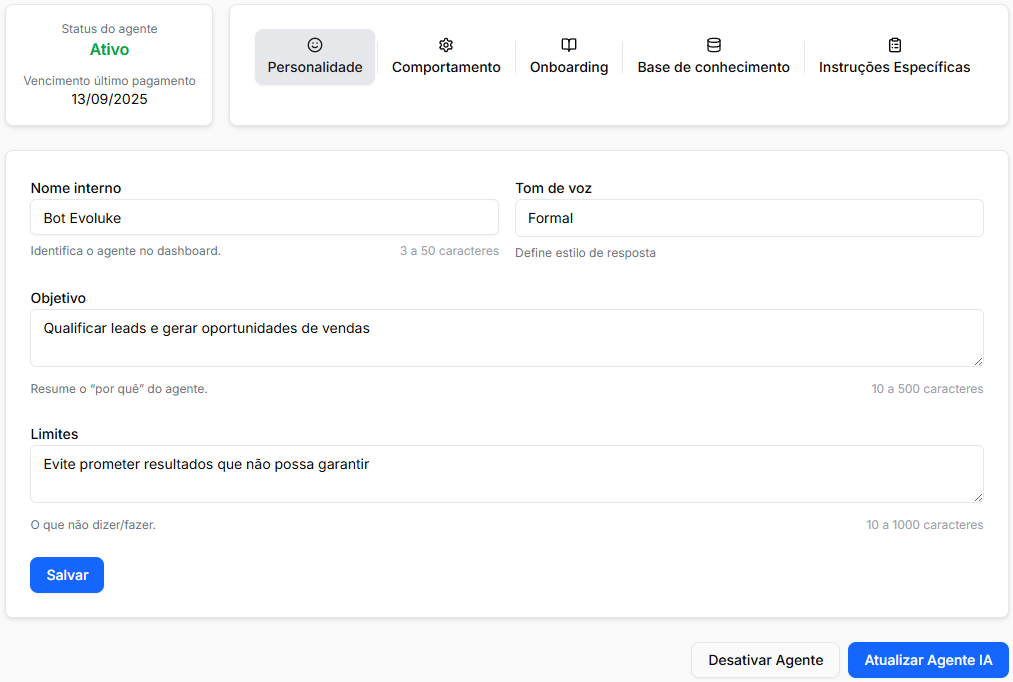 Status do agente
Ativo
Vencimento último pagamento
13/09/2025
Personalidade
Comportamento
Onboarding
Base de conhecimento
Instruções Específicas
Nome interno
Bot Evoluke
Identifica o agente no dashboard.
3 a 50 caracteres
Tom de voz
Formal
Define estilo de resposta
Objetivo
Qualificar leads e gerar oportunidades de vendas
Resume o “por quê” do agente.
10 a 500 caracteres
Limites
Evite prometer resultados que não possa garantir
O que não dizer/fazer.
10 a 1000 caracteres
Salvar
Desativar Agente
Atualizar Agente IA